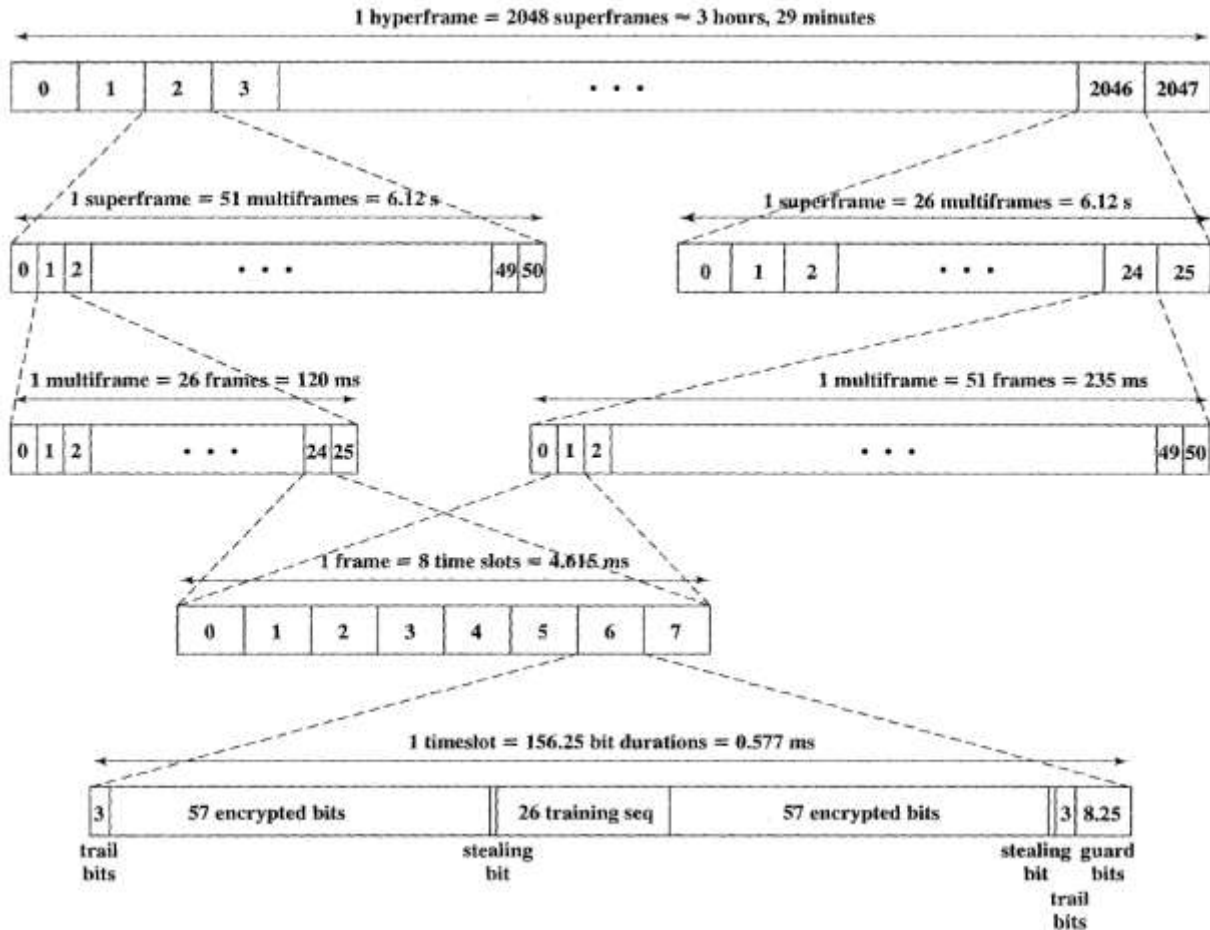 1 hyperframe = 2048 superframes ≈ 3 hours, 29 minutes
0 1 2 3 • • • 2046 2047
1 superframe = 51 multiframes = 6.12 s
1 superframe = 26 multiframes = 6.12 s
0 1 2 • • • 49 50
0 1 2 • • • 24 25
1 multiframe = 26 frames = 120 ms
1 multiframe = 51 frames = 235 ms
0 1 2 • • • 24 25
0 1 2 • • • 49 50
1 frame = 8 time slots = 4.615 ms
0 1 2 3 4 5 6 7
1 timeslot = 156.25 bit durations = 0.577 ms
3 57 encrypted bits 26 training seq 57 encrypted bits 3 8.25
trail bits
stealing bit
stealing bit
trail bits
guard bits